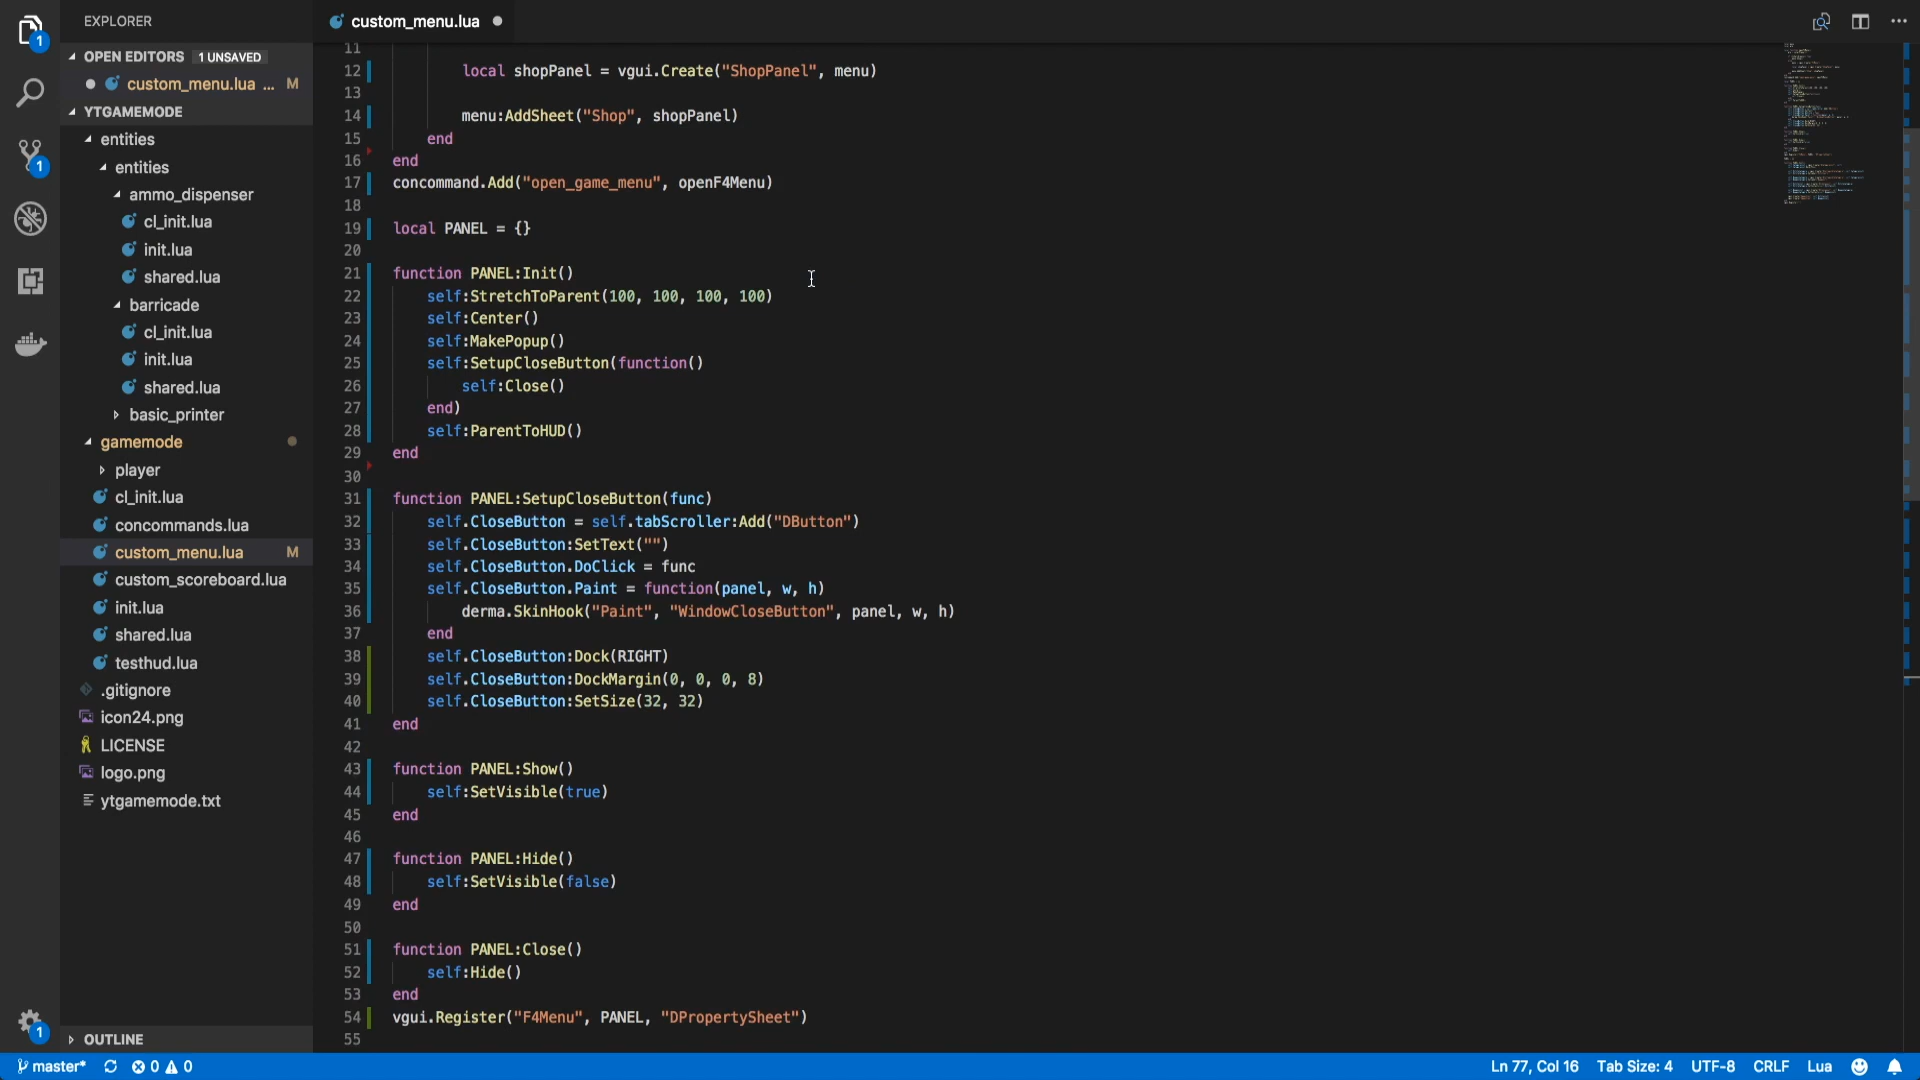 EXPLORER
custom_menu.lua
OPEN EDITORS 1 UNSAVED
custom_menu.lua ... M
YTGAMEMODE
entities
entities
ammo_dispenser
cl_init.lua
init.lua
shared.lua
barricade
cl_init.lua
init.lua
shared.lua
basic_printer
gamemode
player
cl_init.lua
concommands.lua
custom_menu.lua M
custom_scoreboard.lua
init.lua
shared.lua
testhud.lua
.gitignore
icon24.png
LICENSE
logo.png
ytgamemode.txt
OUTLINE
1
1
1
11
12 local shopPanel = vgui.Create("ShopPanel", menu)
13
14 menu:AddSheet("Shop", shopPanel)
15 end
16 end
17 concommand.Add("open_game_menu", openF4Menu)
18
19 local PANEL = {}
20
21 function PANEL:Init()
22 self:StretchToParent(100, 100, 100, 100)
23 self:Center()
24 self:MakePopup()
25 self:SetupCloseButton(function()
26 self:Close()
27 end)
28 self:ParentToHUD()
29 end
30
31 function PANEL:SetupCloseButton(func)
32 self.CloseButton = self.tabScroller:Add("DButton")
33 self.CloseButton:SetText("")
34 self.CloseButton.DoClick = func
35 self.CloseButton.Paint = function(panel, w, h)
36 derma.SkinHook("Paint", "WindowCloseButton", panel, w, h)
37 end
38 self.CloseButton:Dock(RIGHT)
39 self.CloseButton:DockMargin(0, 0, 0, 8)
40 self.CloseButton:SetSize(32, 32)
41 end
42
43 function PANEL:Show()
44 self:SetVisible(true)
45 end
46
47 function PANEL:Hide()
48 self:SetVisible(false)
49 end
50
51 function PANEL:Close()
52 self:Hide()
53 end
54 vgui.Register("F4Menu", PANEL, "DPropertySheet")
55
master* 0 0 Ln 77, Col 16 Tab Size: 4 UTF-8 CRLF Lua